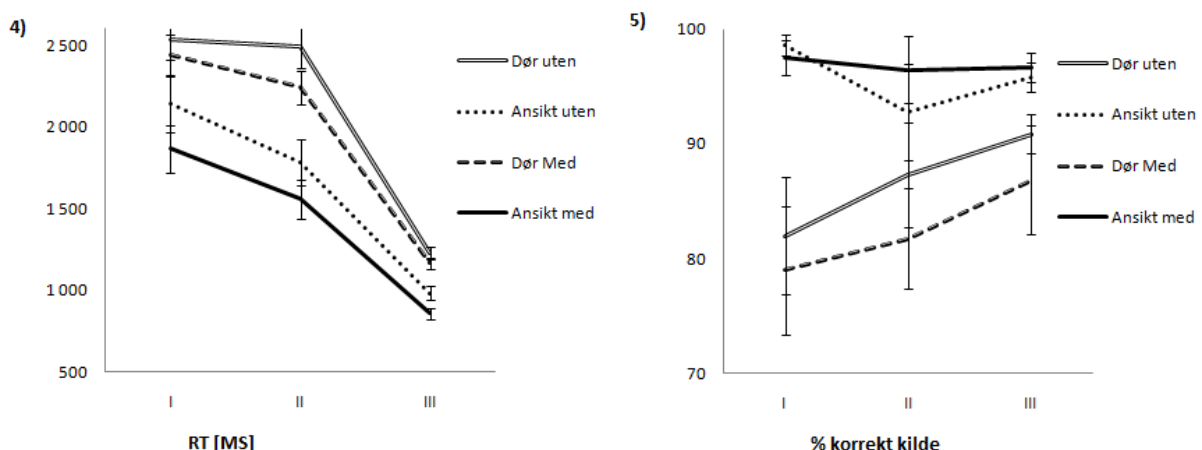 4)
2 500
2 000
1 500
1 000
500
I
II
III
RT [MS]
Dør uten
Ansikt uten
Dør Med
Ansikt med
5)
100
90
80
70
I
II
III
% korrekt kilde
Dør uten
Ansikt uten
Dør Med
Ansikt med